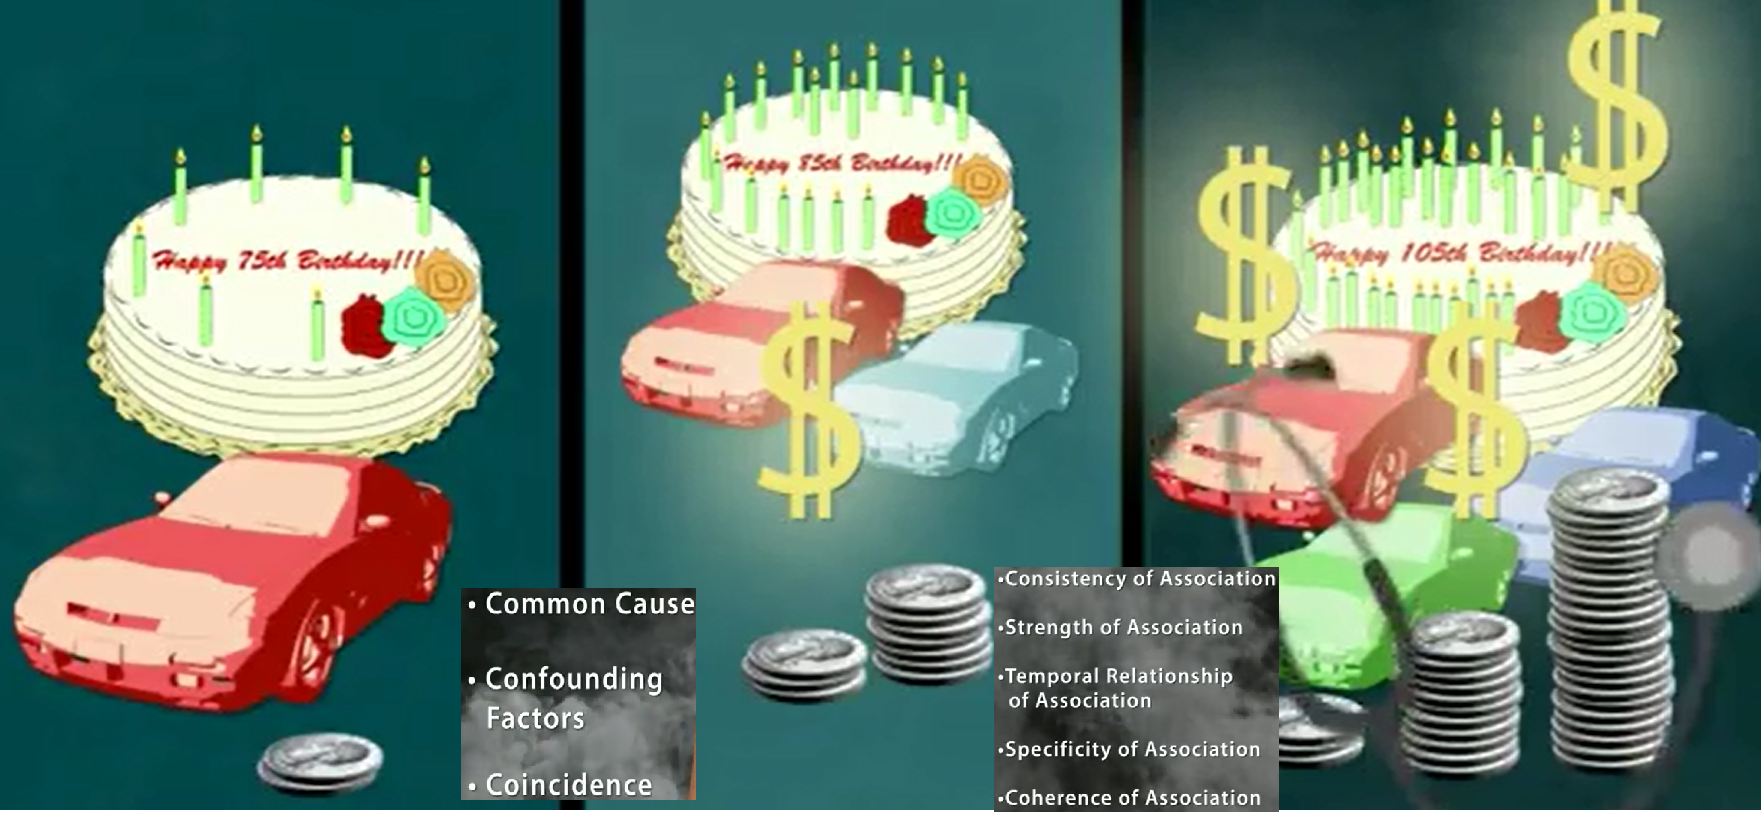 Happy 75th Birthday!!!
Happy 85th Birthday!!!
Happy 105th Birthday!!!
$
$
$
$
• Common Cause
• Confounding
Factors
• Coincidence
•Consistency of Association
•Strength of Association
•Temporal Relationship
of Association
•Specificity of Association
•Coherence of Association